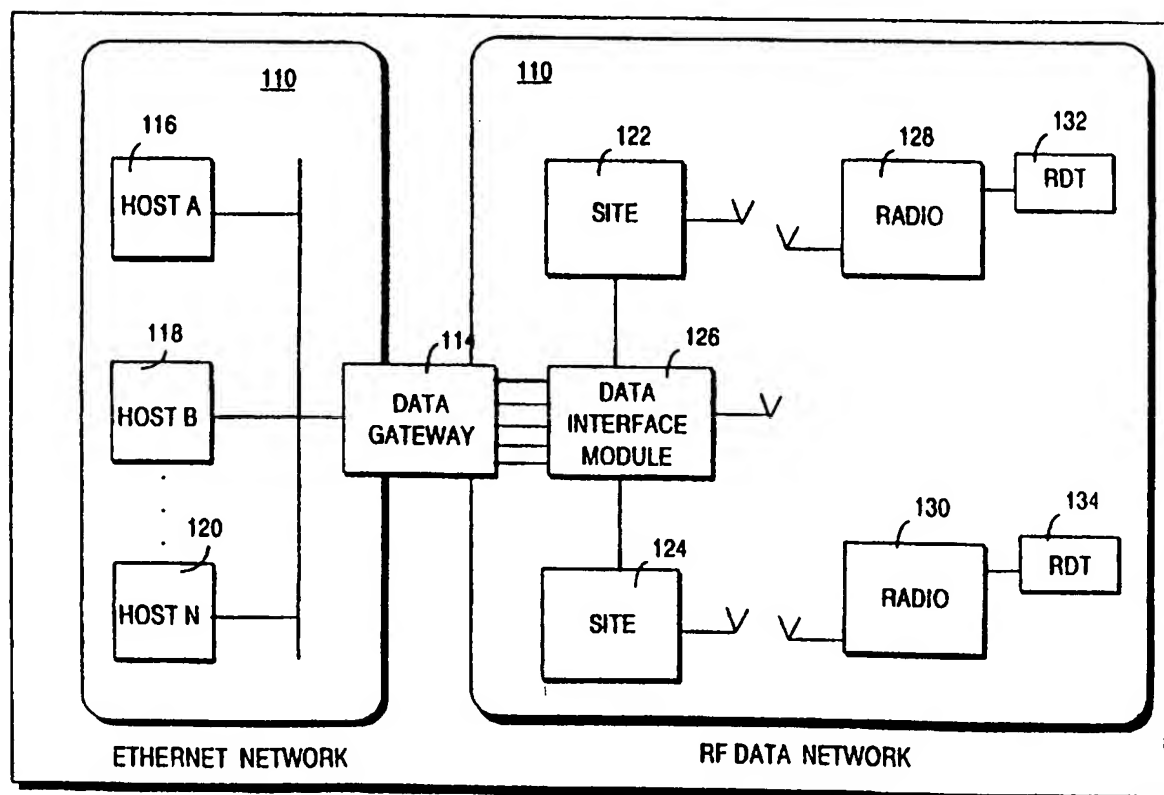 110
116
HOST A
118
HOST B
120
HOST N
114
DATA
GATEWAY
ETHERNET NETWORK
110
122
SITE
128
RADIO
132
RDT
126
DATA
INTERFACE
MODULE
124
SITE
130
RADIO
134
RDT
RF DATA NETWORK